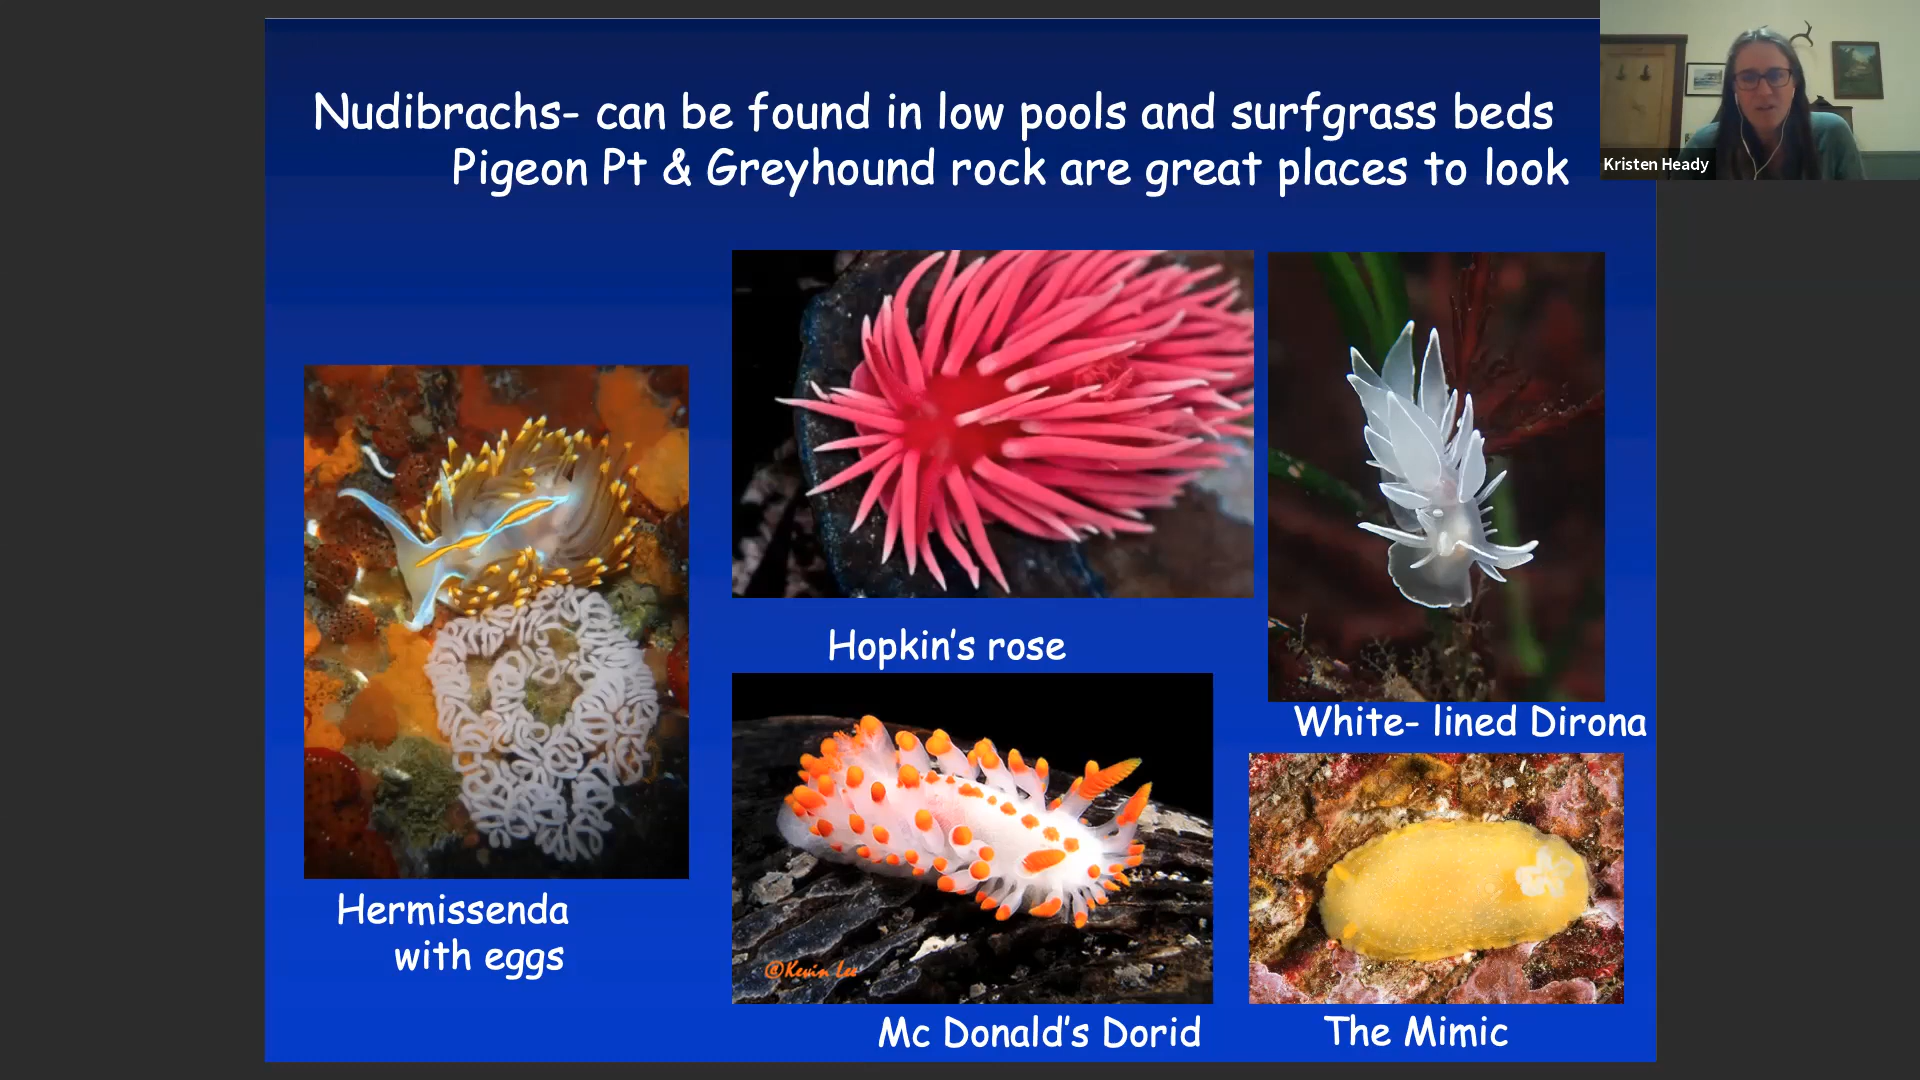 Nudibrachs- can be found in low pools and surfgrass beds
Pigeon Pt & Greyhound rock are great places to look
Kristen Heady
Hopkin's rose
White- lined Dirona
Hermissenda
with eggs
@Kevin Lee
Mc Donald's Dorid
The Mimic